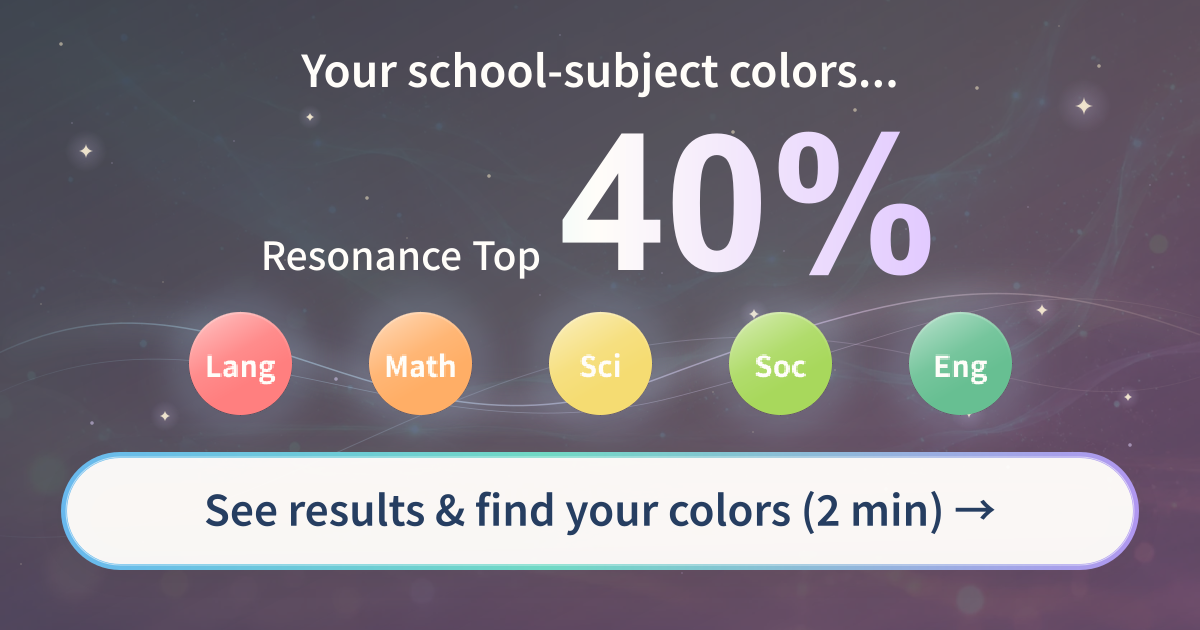 Your school-subject colors...
Resonance Top 40%
Lang Math Sci Soc Eng
See results & find your colors (2 min) →